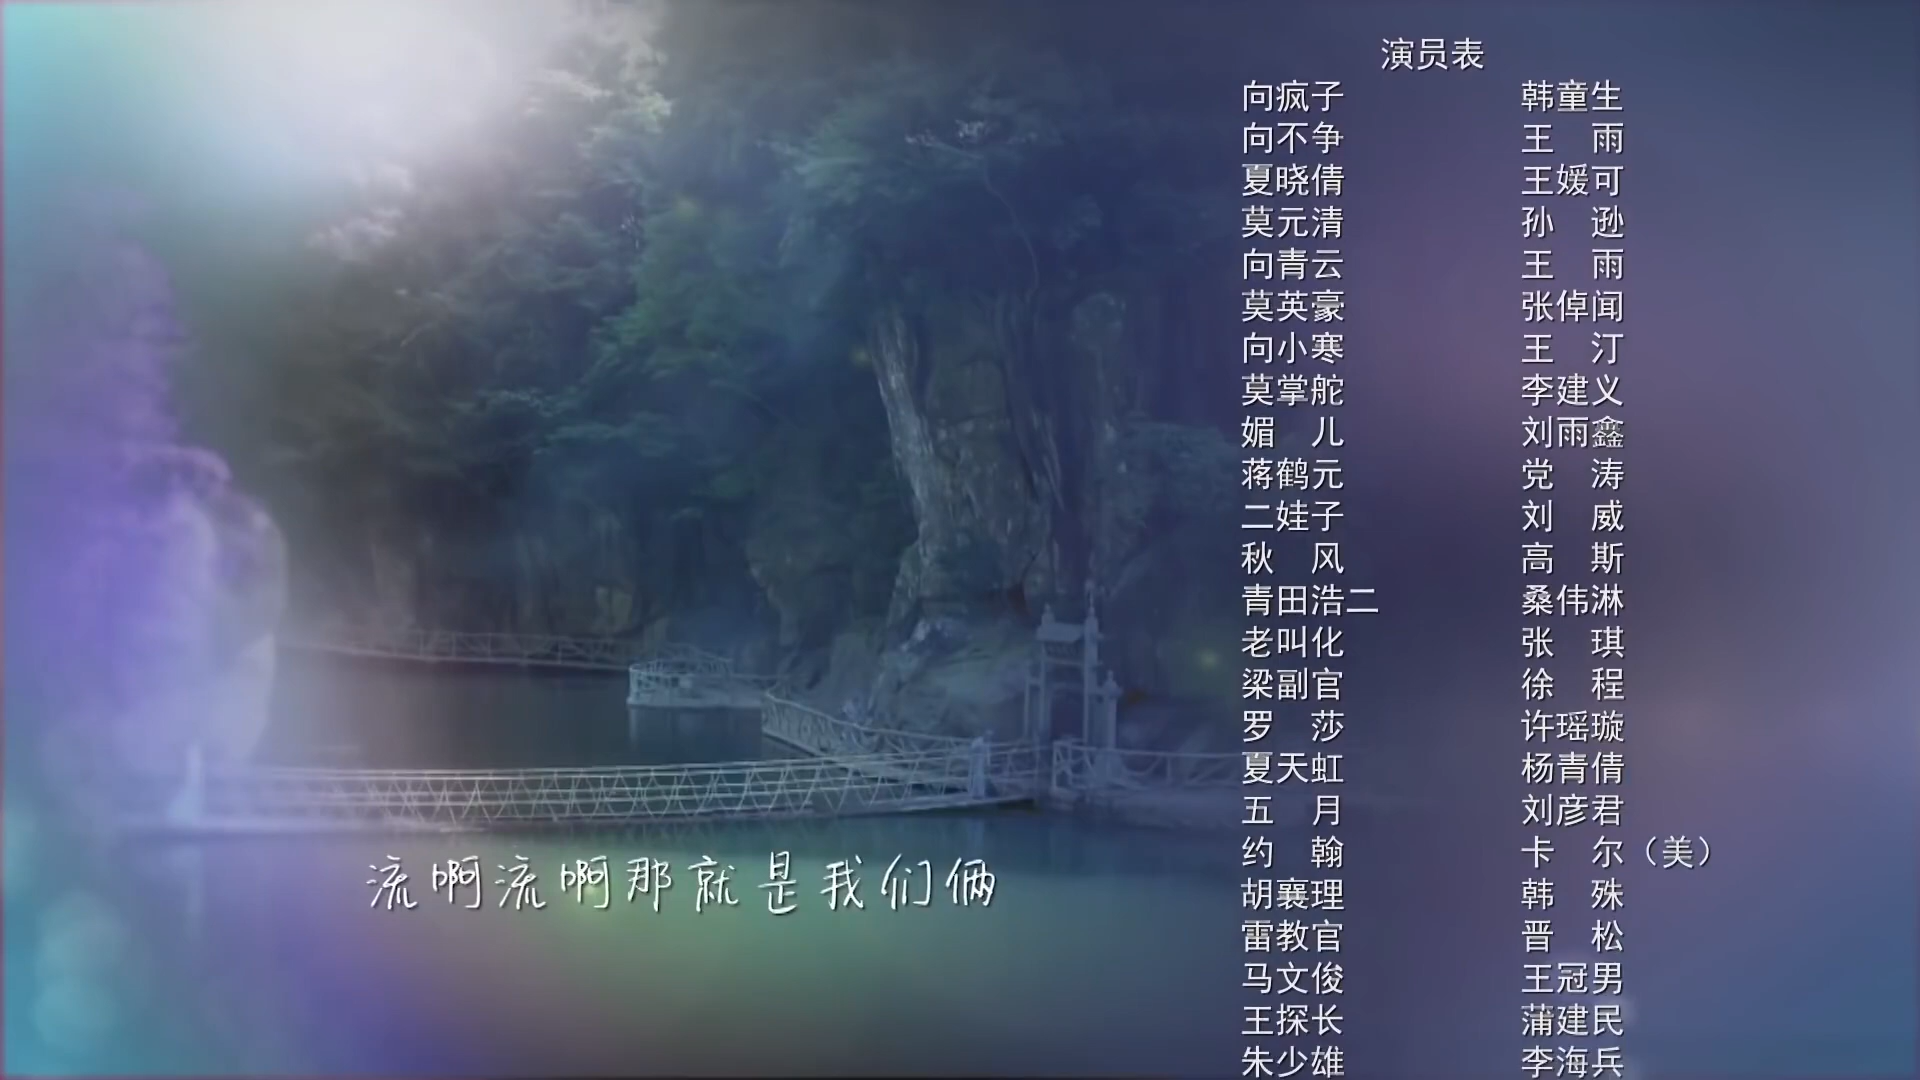 演员表
向疯子 韩童生
向不争 王 雨
夏晓倩 王媛可
莫元清 孙 逊
向青云 王 雨
莫英豪 张倬闻
向小寒 王 汀
莫掌舵 李建义
媚 儿 刘雨鑫
蒋鹤元 党 涛
二娃子 刘 威
秋 风 高 斯
青田浩二 桑伟淋
老叫化 张 琪
梁副官 徐 程
罗 莎 许瑶璇
夏天虹 杨青倩
五 月 刘彦君
约 翰 卡 尔（美）
胡襄理 韩 殊
雷教官 晋 松
马文俊 王冠男
王探长 蒲建民
朱少雄 李海兵
流啊流啊那就是我们俩